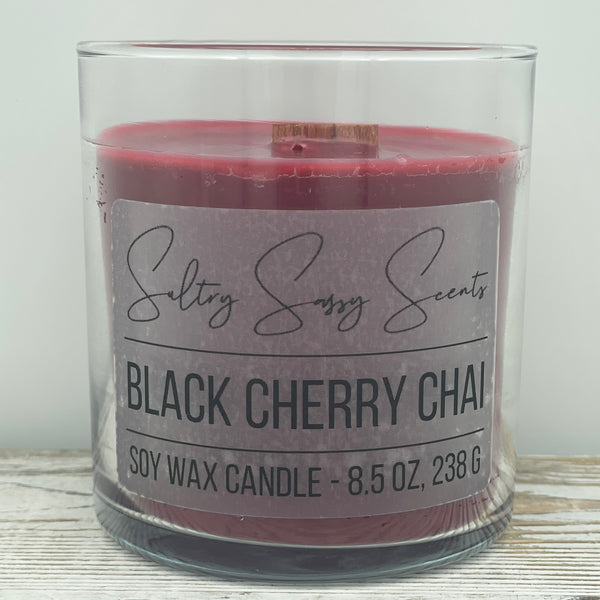 Sultry Sassy Scents
BLACK CHERRY CHAI
SOY WAX CANDLE - 8.5 OZ, 238 G